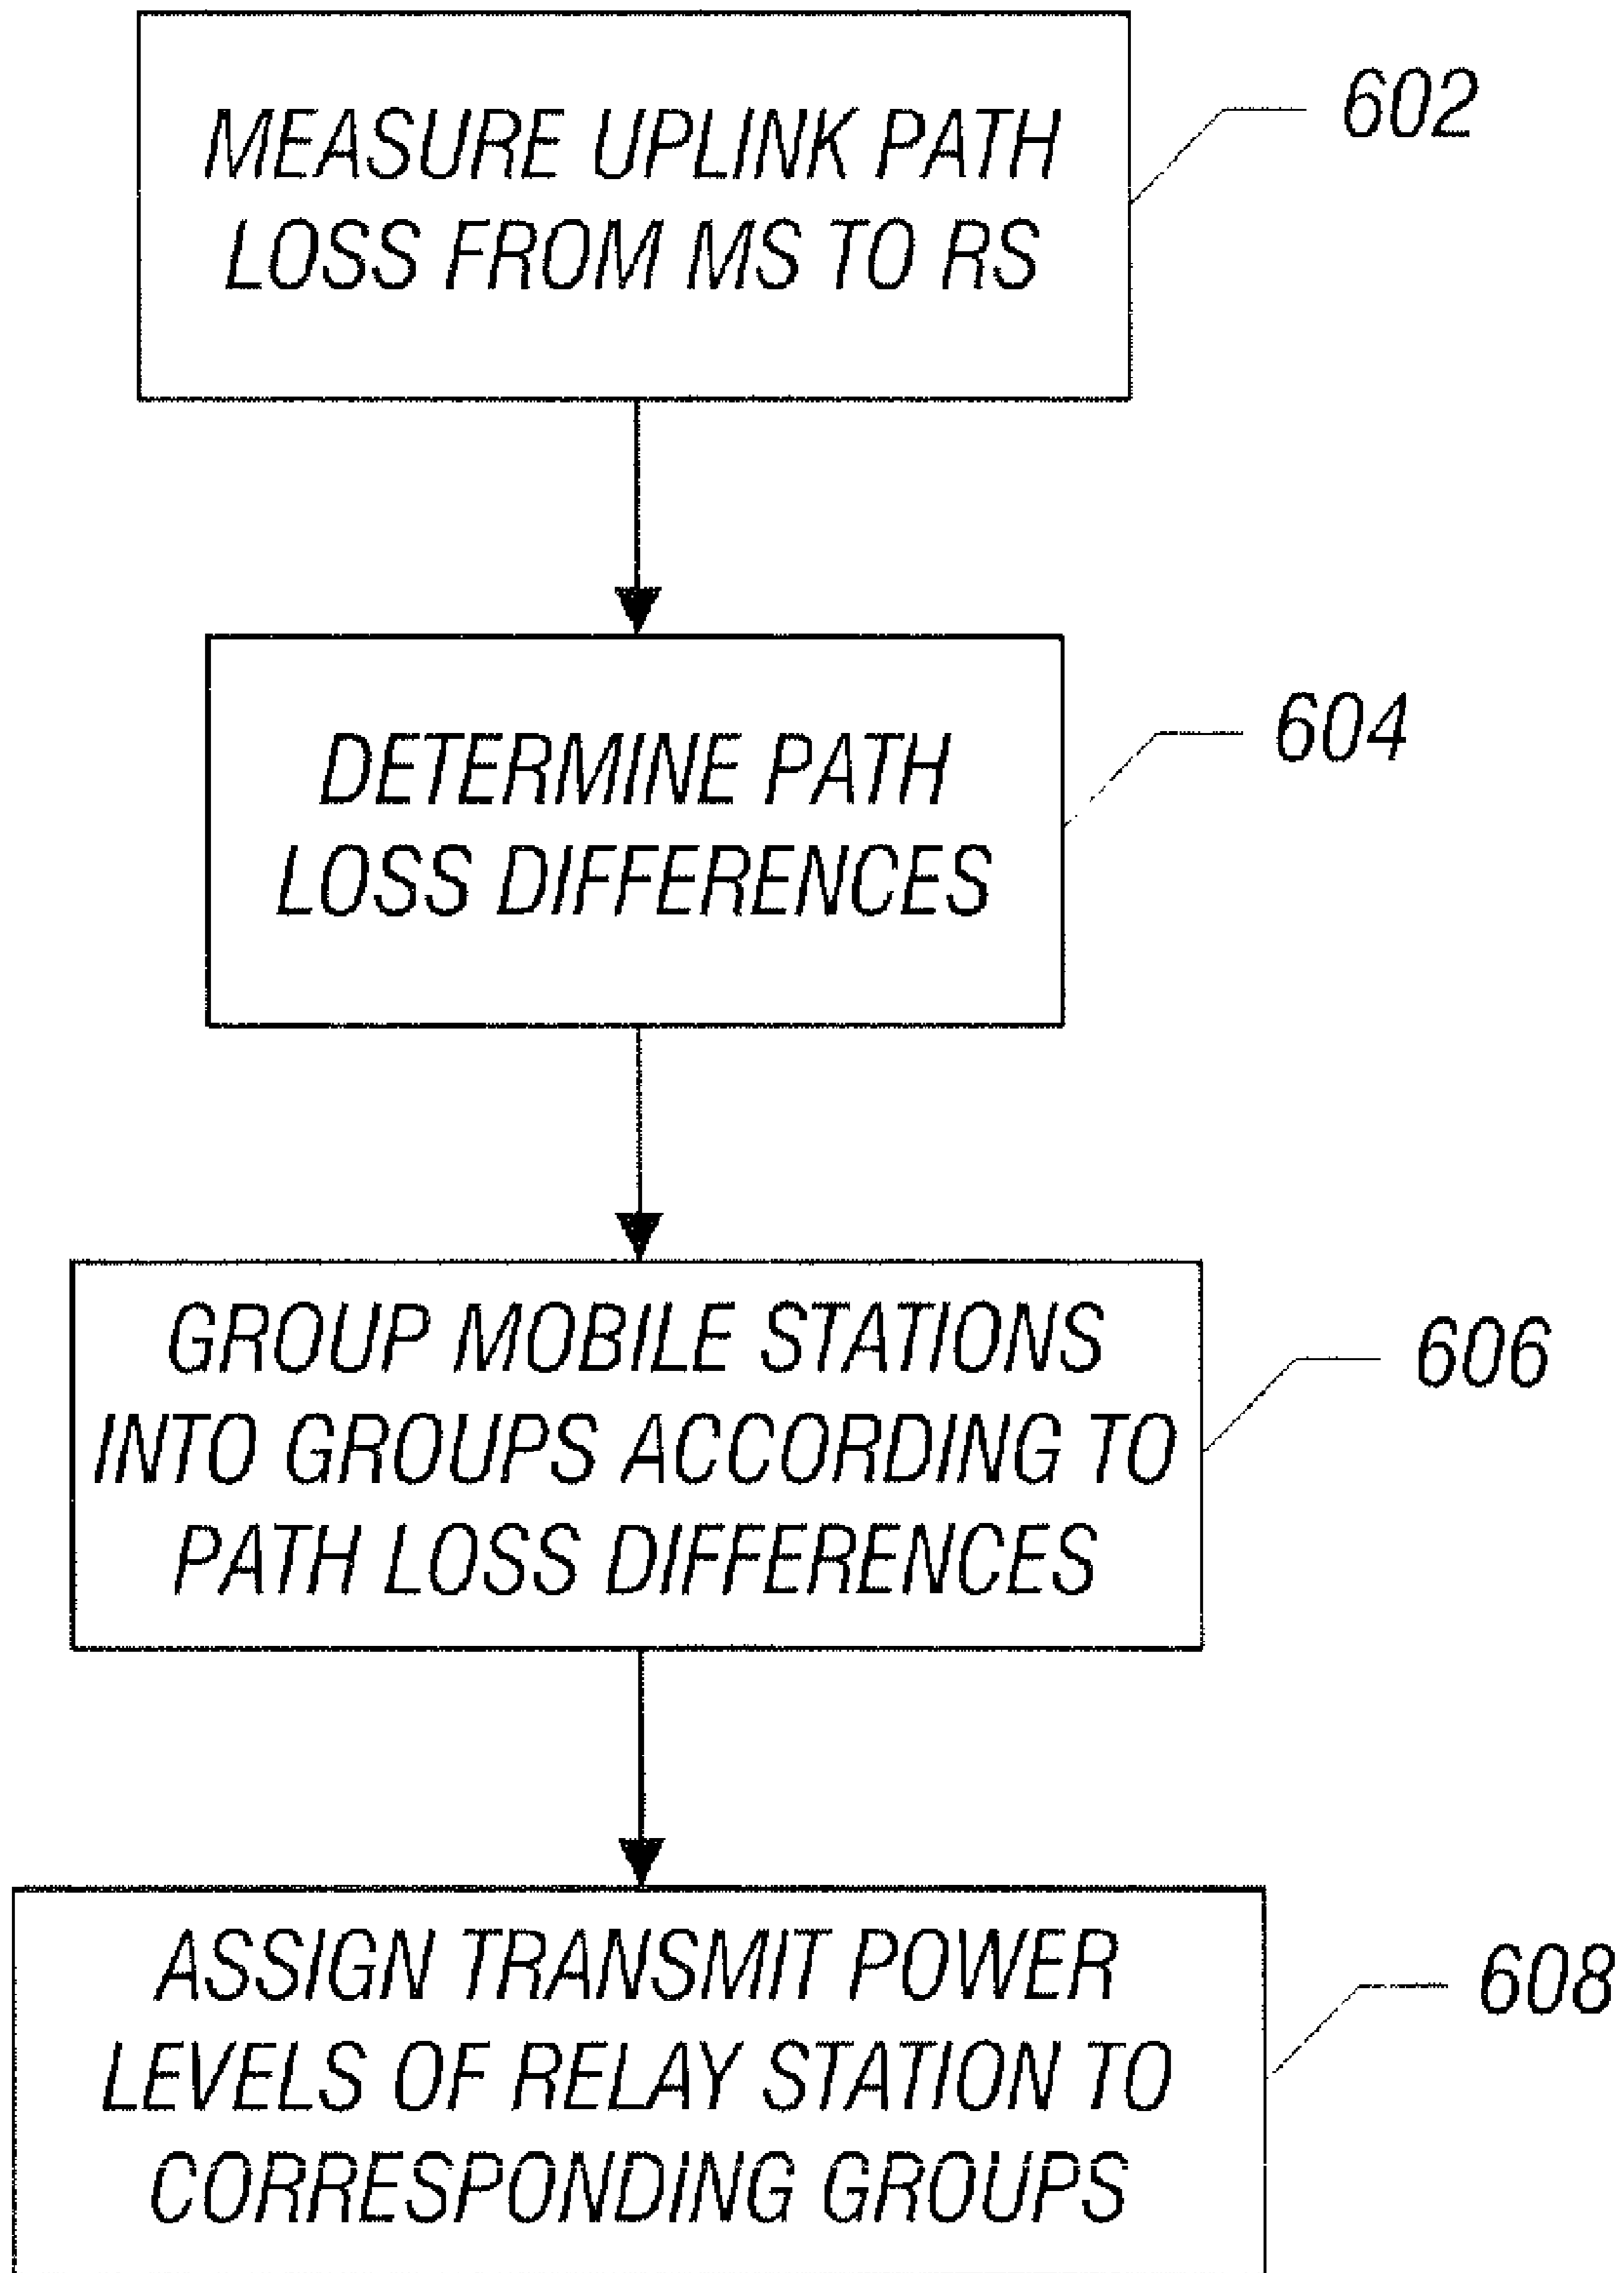 MEASURE UPLINK PATH
LOSS FROM MS TO RS
602
DETERMINE PATH
LOSS DIFFERENCES
604
GROUP MOBILE STATIONS
INTO GROUPS ACCORDING TO
PATH LOSS DIFFERENCES
606
ASSIGN TRANSMIT POWER
LEVELS OF RELAY STATION TO
CORRESPONDING GROUPS
608